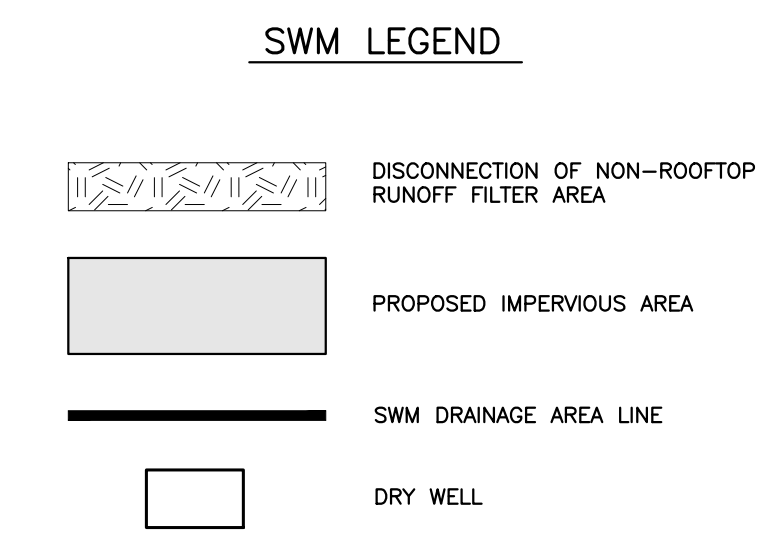 SWM LEGEND
DISCONNECTION OF NON-ROOFTOP
RUNOFF FILTER AREA
PROPOSED IMPERVIOUS AREA
SWM DRAINAGE AREA LINE
DRY WELL